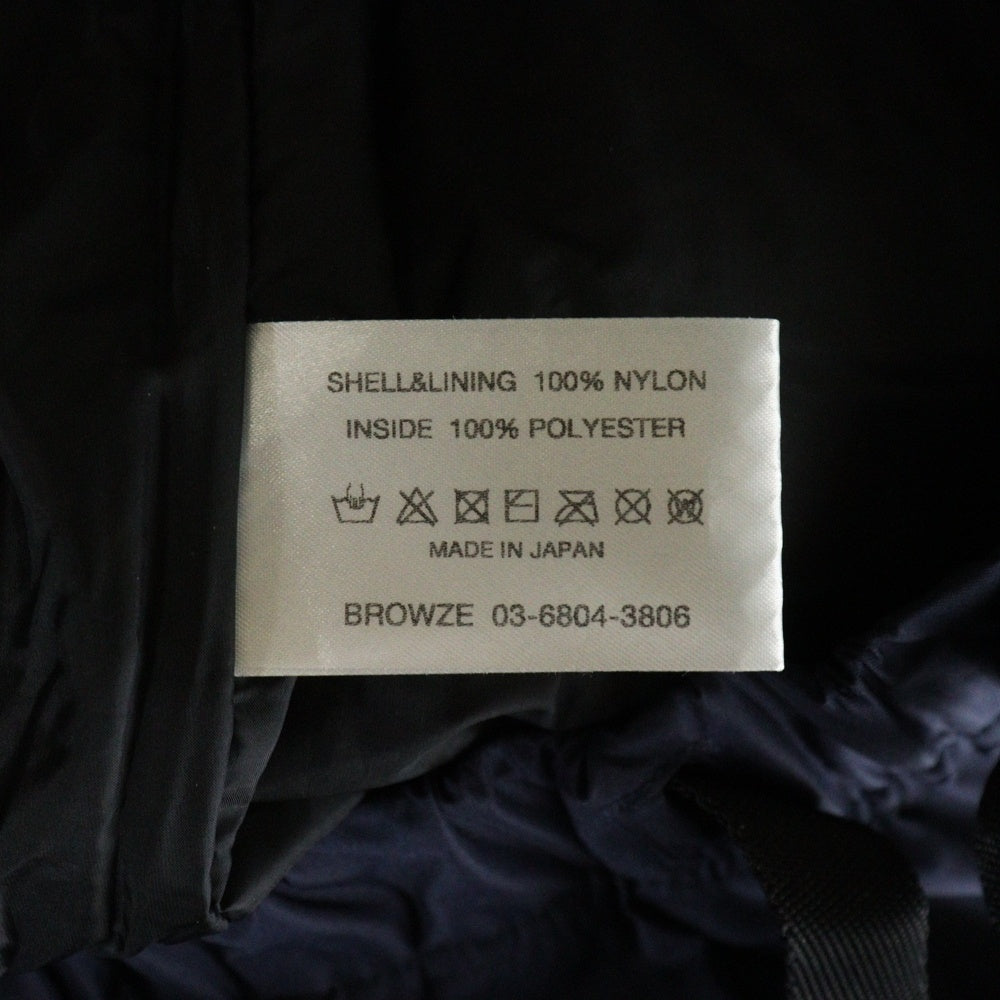 SHELL&LINING 100% NYLON
INSIDE 100% POLYESTER
MADE IN JAPAN
BROWZE 03-6804-3806